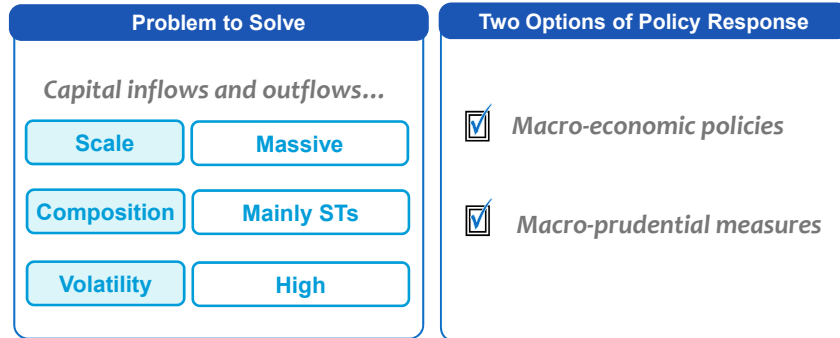 Problem to Solve
Capital inflows and outflows...
Scale
Massive
Composition
Mainly STs
Volatility
High
Two Options of Policy Response
Macro-economic policies
Macro-prudential measures